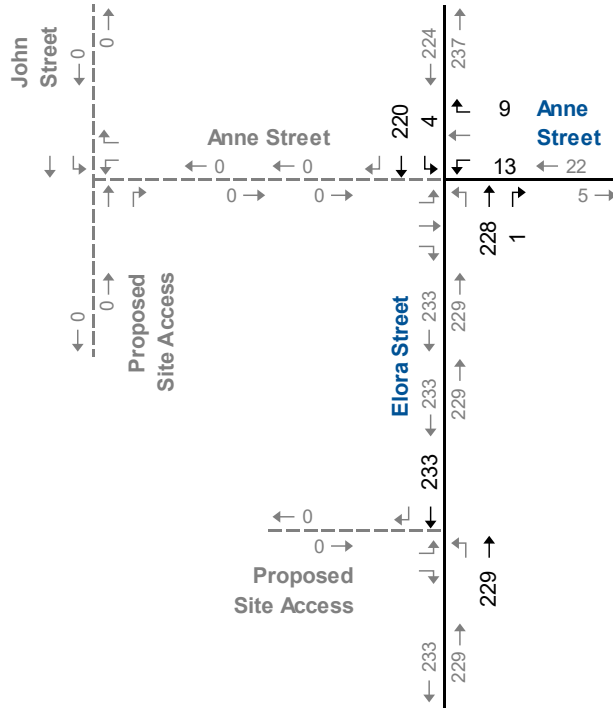 John
Street
0
0
224
237
Anne Street
220
4
9
Anne
Street
0
0
13
22
0
0
228
1
5
0
0
Proposed
Site Access
Elora Street
233
229
233
229
233
0
0
Proposed
Site Access
229
233
229